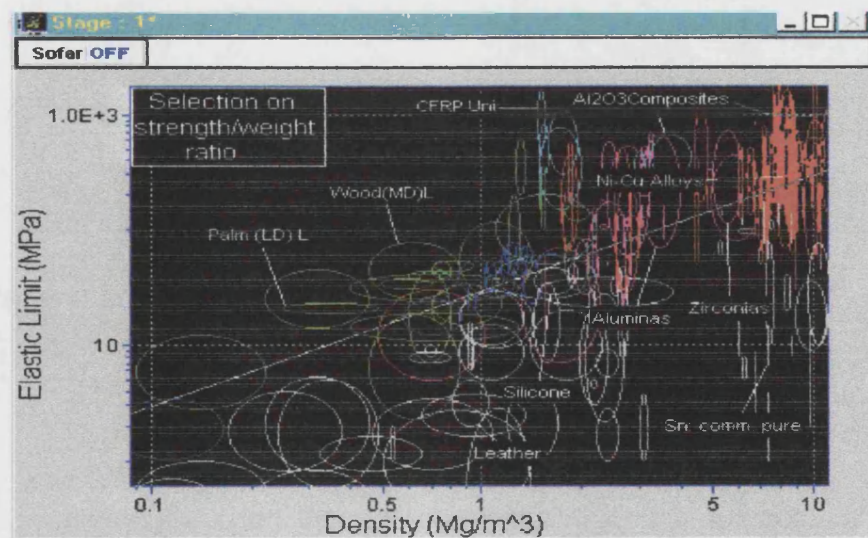 Stage : 1*
Sofar OFF
Selection on
strength/weight
ratio
CFRP Uni
Al2O3Composites
1.0E+3
Ni-Cu Alloys
Wood(MD)L
Palm (LD) L
Elastic Limit (MPa)
10
Aluminas
Zirconias
Silicone
Sn: comm. pure
Leather
0.1
0.5
1
5
10
Density (Mg/m^3)